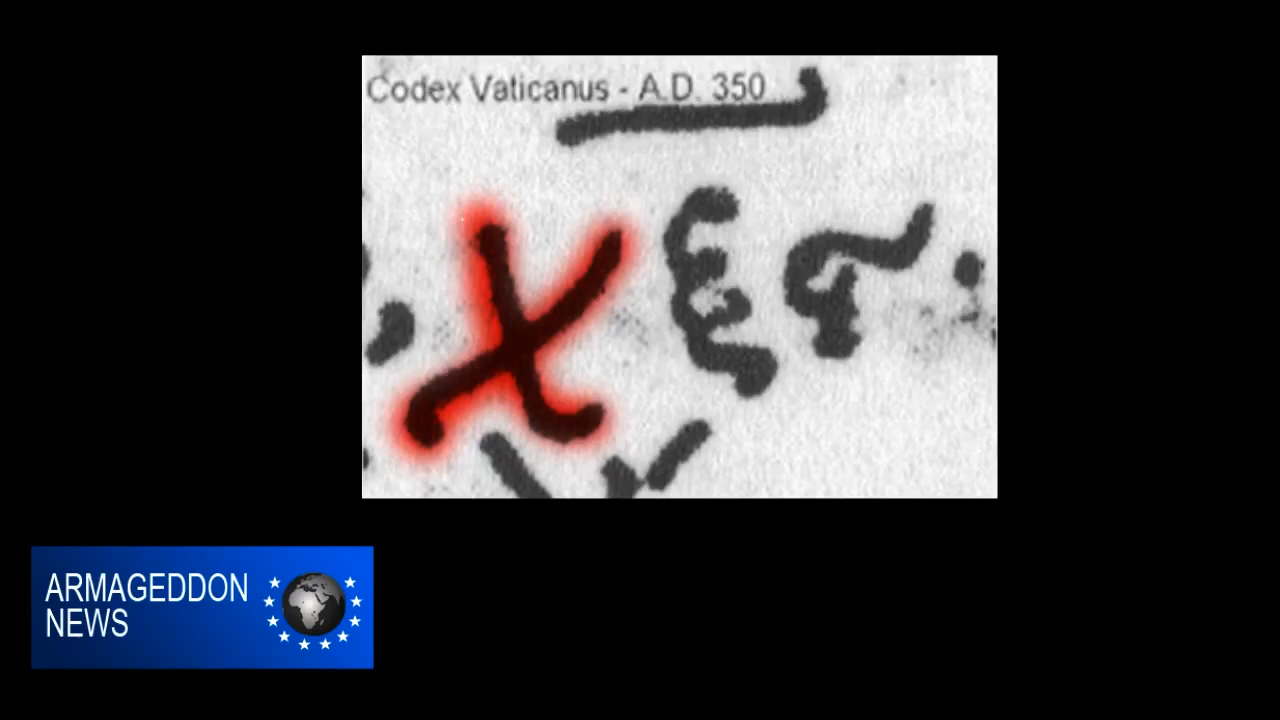 Codex Vaticanus - A.D. 350
χξϛ
ARMAGEDDON
NEWS